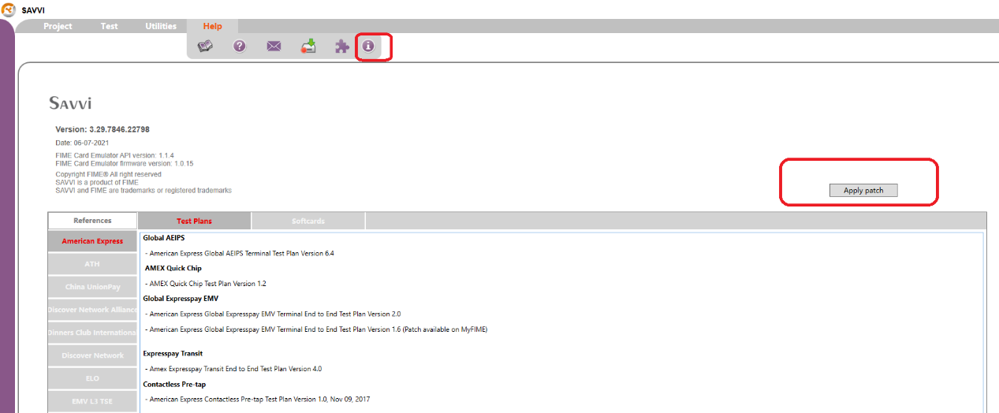 SAVVI
Project Test Utilities Help
SAVVI
Version: 3.29.7846.22798
Date: 06-07-2021
FIME Card Emulator API version: 1.1.4
FIME Card Emulator firmware version: 1.0.15
Copyright FIME® All right reserved
SAVVI is a product of FIME
SAVVI and FIME are trademarks or registered trademarks
Apply patch
References Test Plans Softcards
American Express
ATH
China UnionPay
Discover Network Alliance
Dinners Club Internationa
Discover Network
ELO
EMV L3 TSE
Global AEIPS
- American Express Global AEIPS Terminal Test Plan Version 6.4
AMEX Quick Chip
- AMEX Quick Chip Test Plan Version 1.2
Global Expresspay EMV
- American Express Global Expresspay EMV Terminal End to End Test Plan Version 2.0
- American Express Global Expresspay EMV Terminal End to End Test Plan Version 1.6 (Patch available on MyFIME)
Expresspay Transit
- Amex Expresspay Transit End to End Test Plan Version 4.0
Contactless Pre-tap
- American Express Contactless Pre-tap Test Plan Version 1.0, Nov 09, 2017